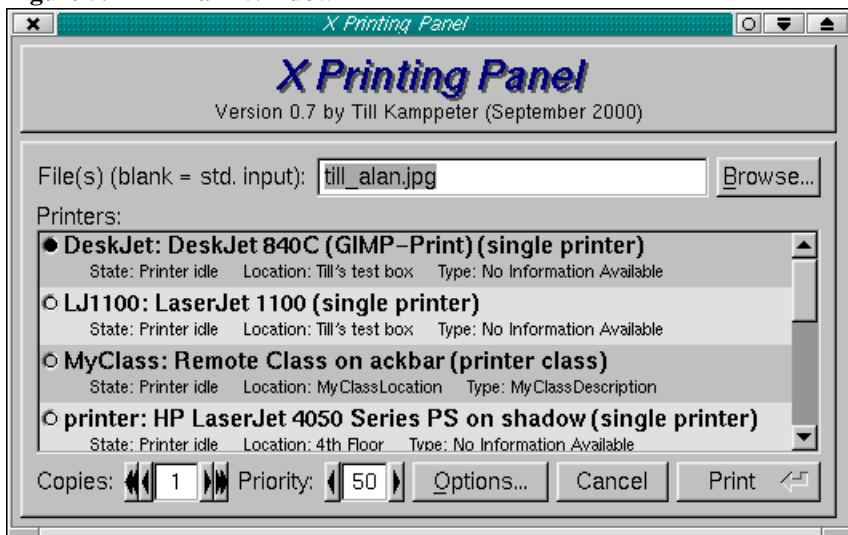 X Printing Panel
X Printing Panel
Version 0.7 by Till Kamppeter (September 2000)
File(s) (blank = std. input): till_alan.jpg Browse...
Printers:
DeskJet: DeskJet 840C (GIMP-Print) (single printer)
State: Printer idle Location: Till's test box Type: No Information Available
LJ1100: LaserJet 1100 (single printer)
State: Printer idle Location: Till's test box Type: No Information Available
MyClass: Remote Class on ackbar (printer class)
State: Printer idle Location: MyClassLocation Type: MyClassDescription
printer: HP LaserJet 4050 Series PS on shadow (single printer)
State: Printer idle Location: 4th Floor Type: No Information Available
Copies: 1 Priority: 50 Options... Cancel Print